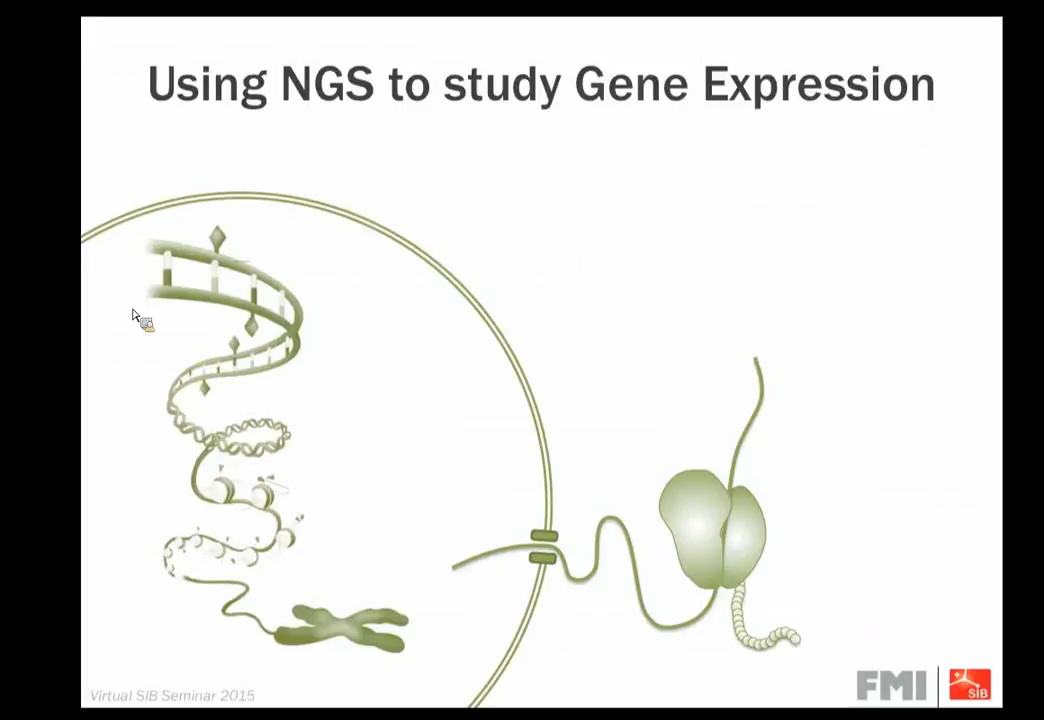 Using NGS to study Gene Expression
Virtual SIB Seminar 2015
FMI
SIB